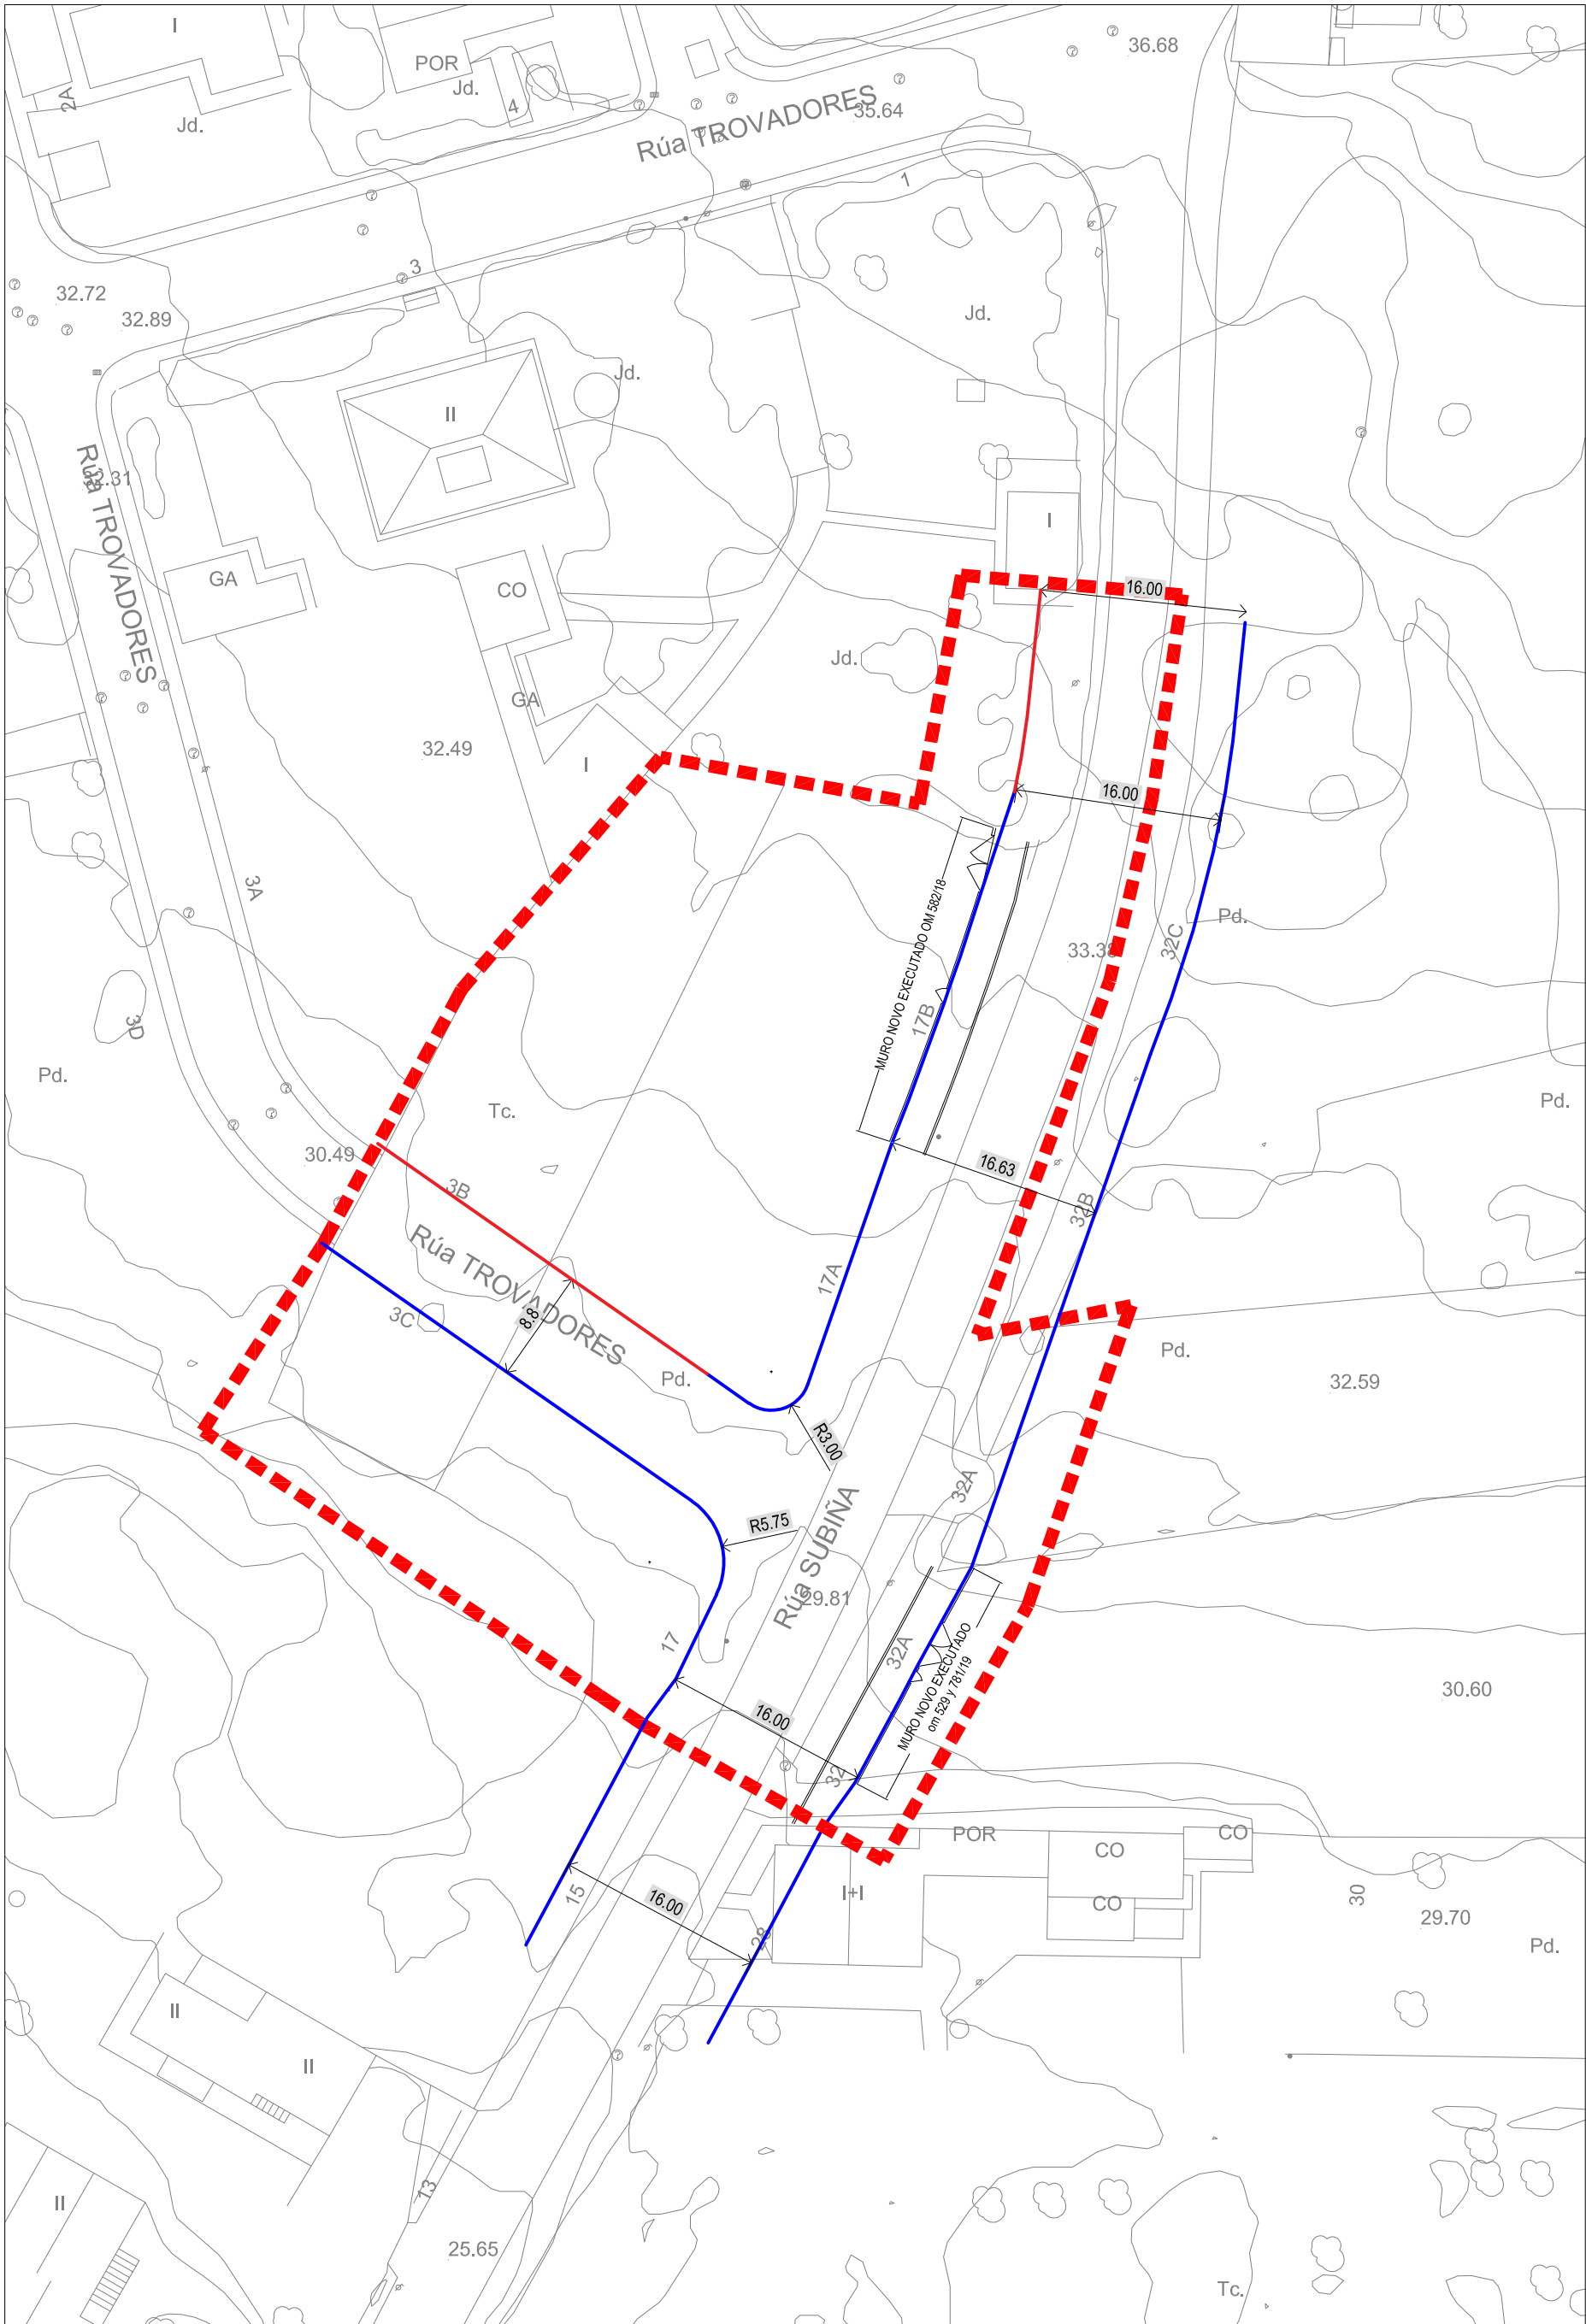 I
POR
Jd.
4
2A
Jd.
36.68
35.64
Rúa TROVADORES
1
3
32.72
32.89
Jd.
Jd.
II
32.31
Rúa TROVADORES
I
GA
CO
16.00
Jd.
GA
32.49
I
16.00
3A
MURO NOVO EXECUTADO OM 582/18
Pd.
33.38
32C
17B
3D
Pd.
Tc.
Pd.
30.49
3B
16.63
32B
Rúa TROVADORES
17A
3C
8.8
Pd.
Pd.
32.59
R3.00
32A
R5.75
Rúa SUBIÑA
29.81
17
32A
MURO NOVO EXECUTADO
om 529 y 781/19
30.60
16.00
32
POR
CO
CO
I+I
CO
15
16.00
30
29.70
28
Pd.
II
II
13
II
25.65
Tc.